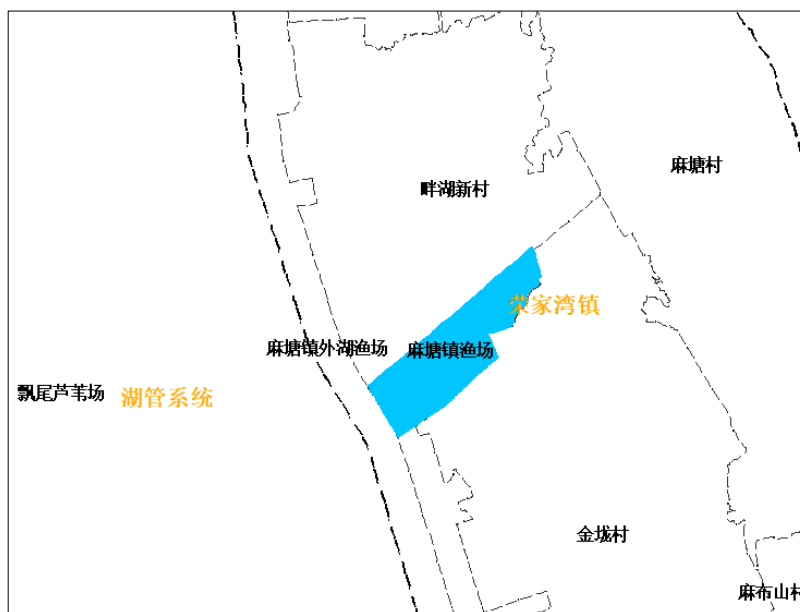 麻塘村
畔湖新村
荣家湾镇
麻塘镇外湖渔场
麻塘镇渔场
飘尾芦苇场
湖管系统
金垅村
麻布山村